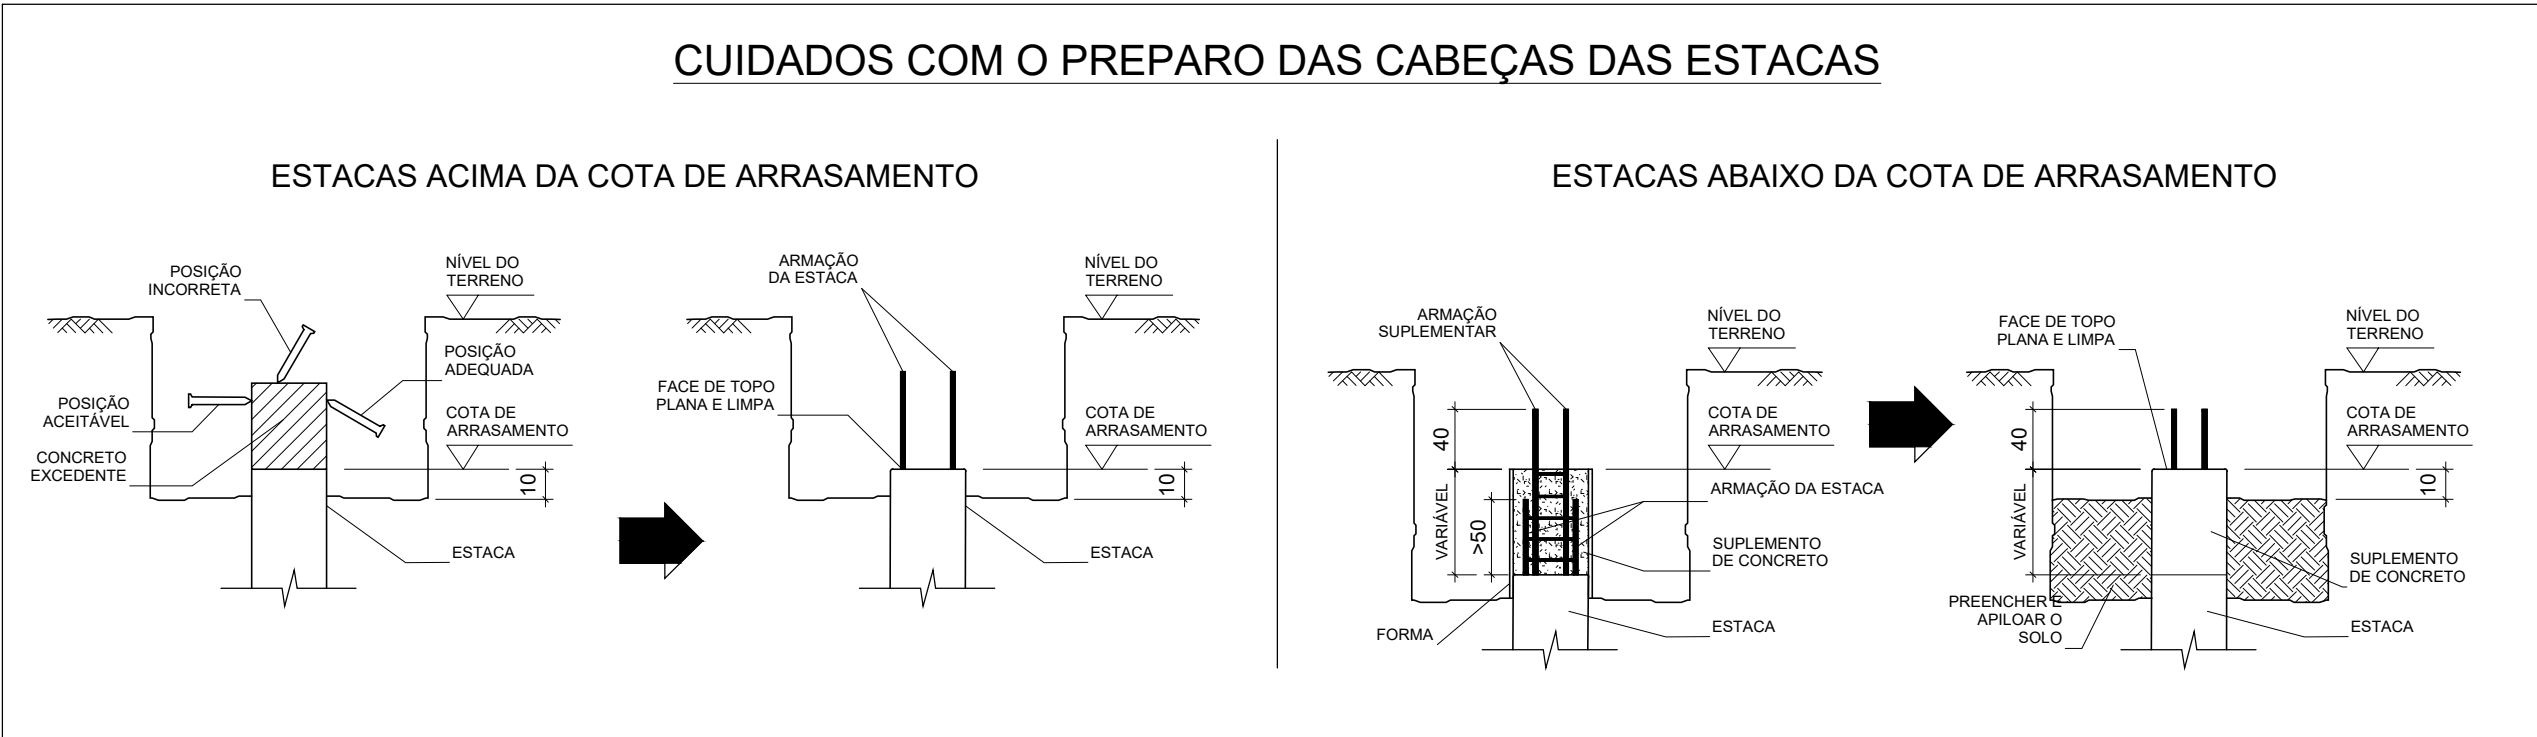 CUIDADOS COM O PREPARO DAS CABEÇAS DAS ESTACAS
ESTACAS ACIMA DA COTA DE ARRASAMENTO
POSIÇÃO
INCORRETA
NÍVEL DO
TERRENO
POSIÇÃO
ADEQUADA
POSIÇÃO
ACEITÁVEL
COTA DE
ARRASAMENTO
CONCRETO
EXCEDENTE
10
ESTACA
ARMAÇÃO
DA ESTACA
NÍVEL DO
TERRENO
FACE DE TOPO
PLANA E LIMPA
COTA DE
ARRASAMENTO
10
ESTACA
ESTACAS ABAIXO DA COTA DE ARRASAMENTO
ARMAÇÃO
SUPLEMENTAR
NÍVEL DO
TERRENO
COTA DE
ARRASAMENTO
40
VARIÁVEL
>50
ARMAÇÃO DA ESTACA
SUPLEMENTO
DE CONCRETO
FORMA
ESTACA
FACE DE TOPO
PLANA E LIMPA
NÍVEL DO
TERRENO
COTA DE
ARRASAMENTO
40
VARIÁVEL
10
SUPLEMENTO
DE CONCRETO
PREENCHER E
APILOAR O
SOLO
ESTACA